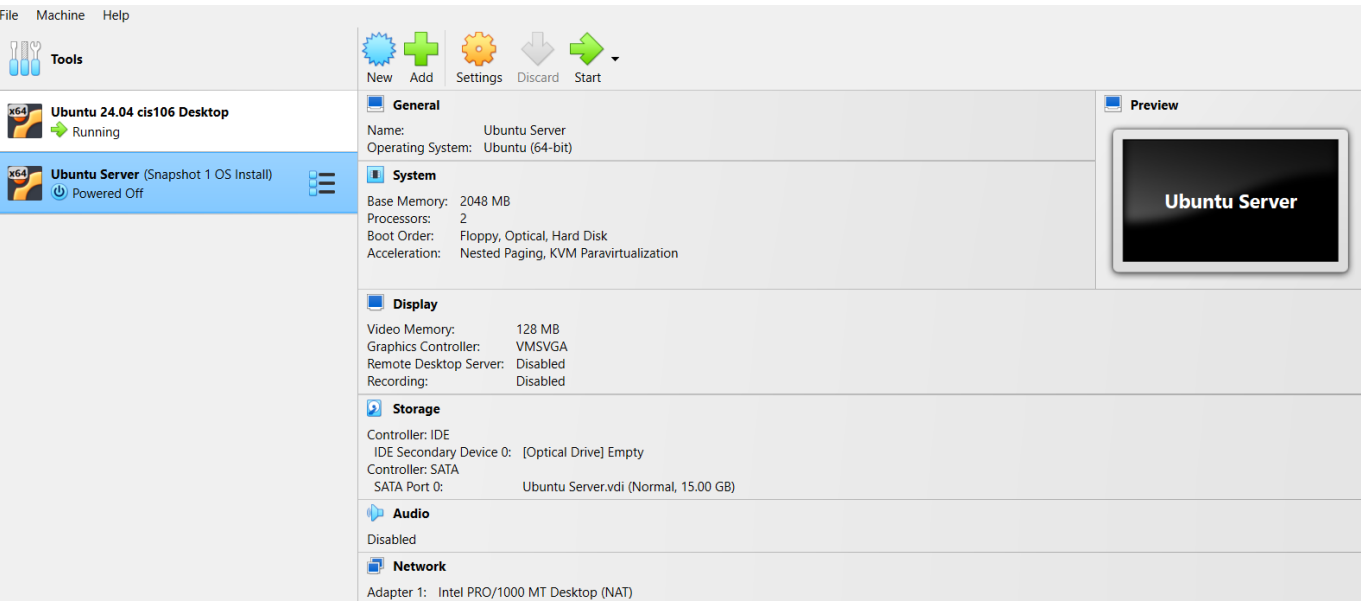 File Machine Help
Tools
New Add Settings Discard Start
x64 Ubuntu 24.04 cis106 Desktop
Running
x64 Ubuntu Server (Snapshot 1 OS Install)
Powered Off
General
Name: Ubuntu Server
Operating System: Ubuntu (64-bit)
System
Base Memory: 2048 MB
Processors: 2
Boot Order: Floppy, Optical, Hard Disk
Acceleration: Nested Paging, KVM Paravirtualization
Preview
Ubuntu Server
Display
Video Memory: 128 MB
Graphics Controller: VMSVGA
Remote Desktop Server: Disabled
Recording: Disabled
Storage
Controller: IDE
IDE Secondary Device 0: [Optical Drive] Empty
Controller: SATA
SATA Port 0: Ubuntu Server.vdi (Normal, 15.00 GB)
Audio
Disabled
Network
Adapter 1: Intel PRO/1000 MT Desktop (NAT)